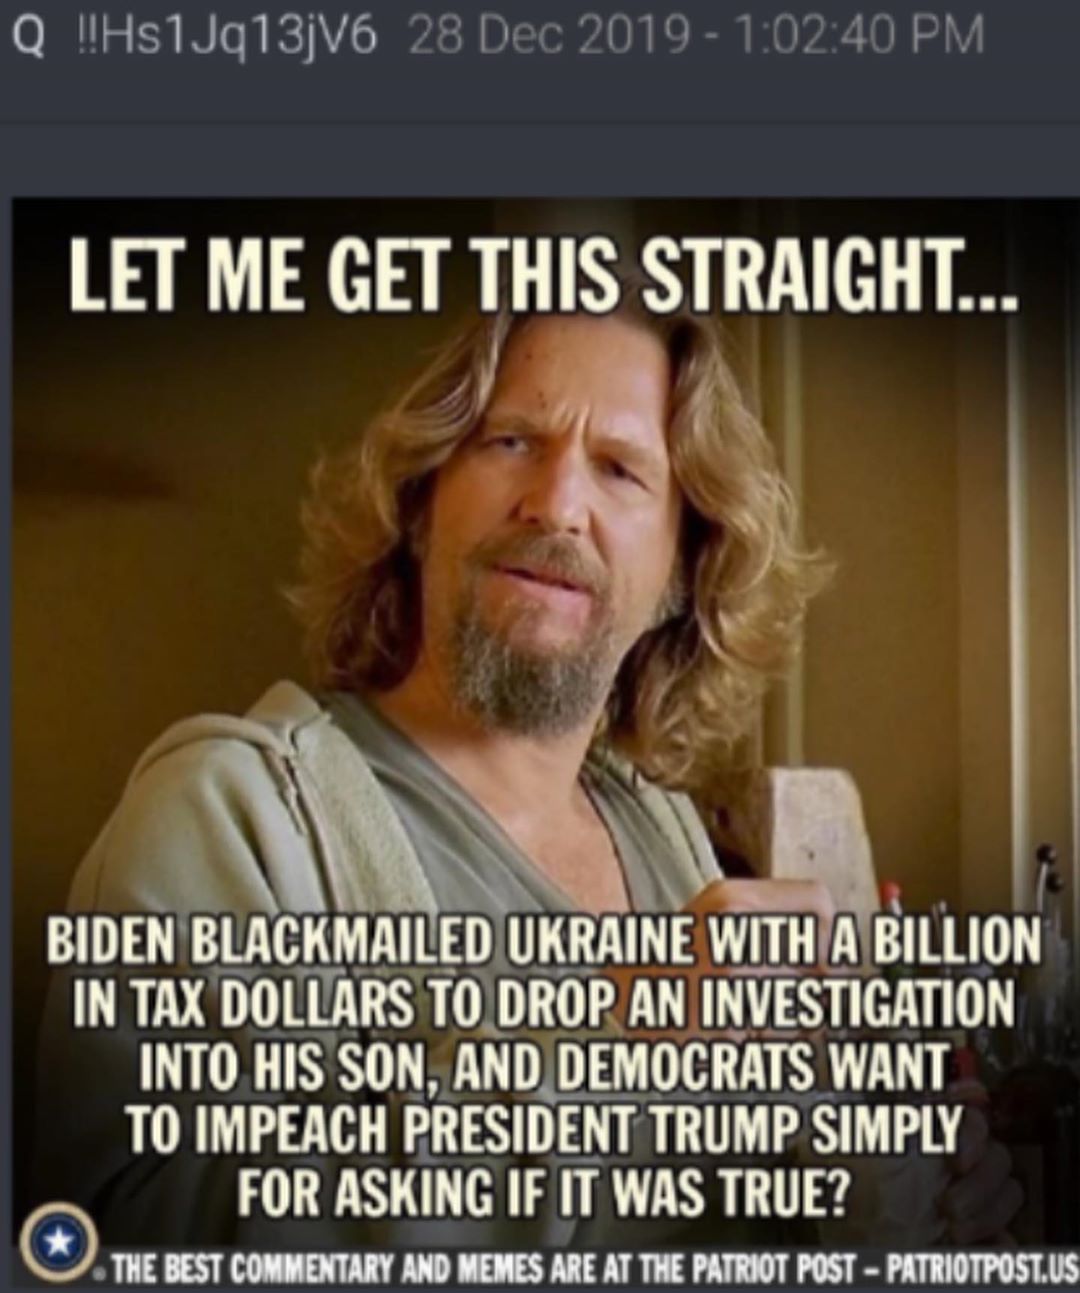 Q !!Hs1Jq13jV6 28 Dec 2019 - 1:02:40 PM
LET ME GET THIS STRAIGHT...
BIDEN BLACKMAILED UKRAINE WITH A BILLION
IN TAX DOLLARS TO DROP AN INVESTIGATION
INTO HIS SON, AND DEMOCRATS WANT
TO IMPEACH PRESIDENT TRUMP SIMPLY
FOR ASKING IF IT WAS TRUE?
THE BEST COMMENTARY AND MEMES ARE AT THE PATRIOT POST – PATRIOTPOST.US